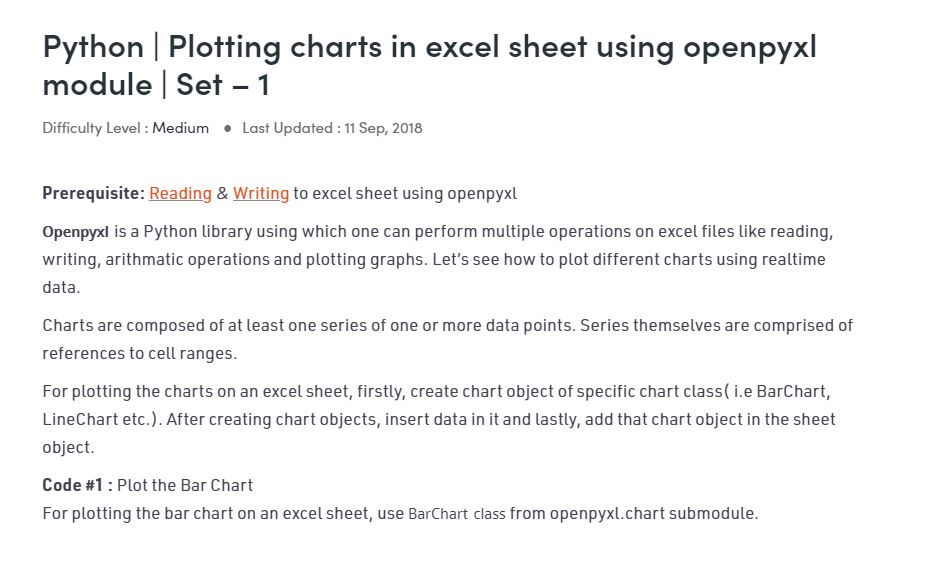 Python | Plotting charts in excel sheet using openpyxl
module | Set – 1
Difficulty Level : Medium ● Last Updated : 11 Sep, 2018
Prerequisite: Reading & Writing to excel sheet using openpyxl
Openpyxl is a Python library using which one can perform multiple operations on excel files like reading,
writing, arithmatic operations and plotting graphs. Let’s see how to plot different charts using realtime
data.
Charts are composed of at least one series of one or more data points. Series themselves are comprised of
references to cell ranges.
For plotting the charts on an excel sheet, firstly, create chart object of specific chart class( i.e BarChart,
LineChart etc.). After creating chart objects, insert data in it and lastly, add that chart object in the sheet
object.
Code #1 : Plot the Bar Chart
For plotting the bar chart on an excel sheet, use BarChart class from openpyxl.chart submodule.